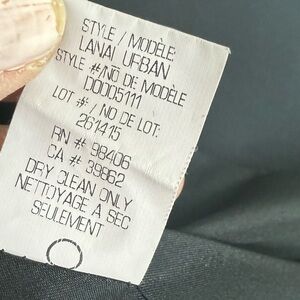 STYLE / MODÈLE:
LANAI URBAN
STYLE #/NO DE MODÈLE
D0005111
LOT # / NO DE LOT:
261415
RN # 98406
CA # 39862
DRY CLEAN ONLY
NETTOYAGE A SEC
SEULEMENT